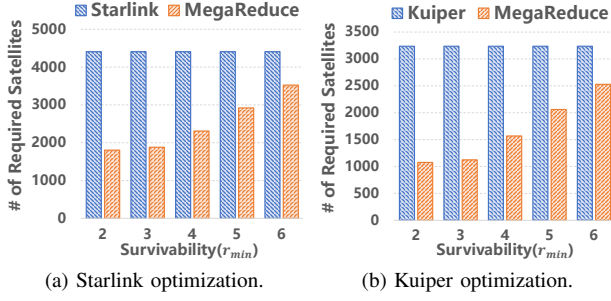 Starlink MegaReduce
# of Required Satellites
5000
4000
3000
2000
1000
0
2 3 4 5 6
Survivability(r_min)
(a) Starlink optimization.
Kuiper MegaReduce
# of Required Satellites
3500
3000
2500
2000
1500
1000
500
0
2 3 4 5 6
Survivability(r_min)
(b) Kuiper optimization.